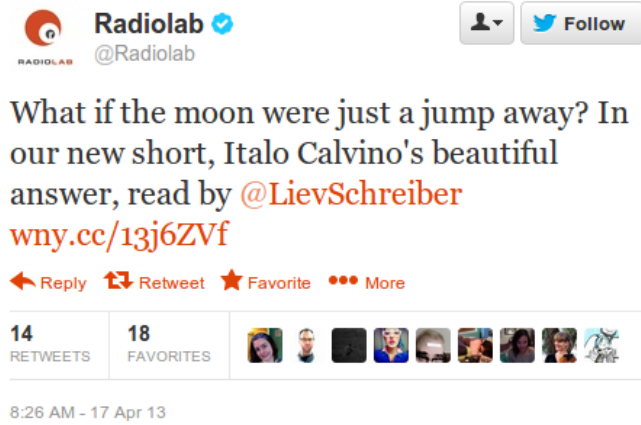 Radiolab
@Radiolab
RADIOLAB
Follow
What if the moon were just a jump away? In
our new short, Italo Calvino's beautiful
answer, read by @LievSchreiber
wny.cc/13j6ZVf
Reply Retweet Favorite More
14 18
RETWEETS FAVORITES
8:26 AM - 17 Apr 13